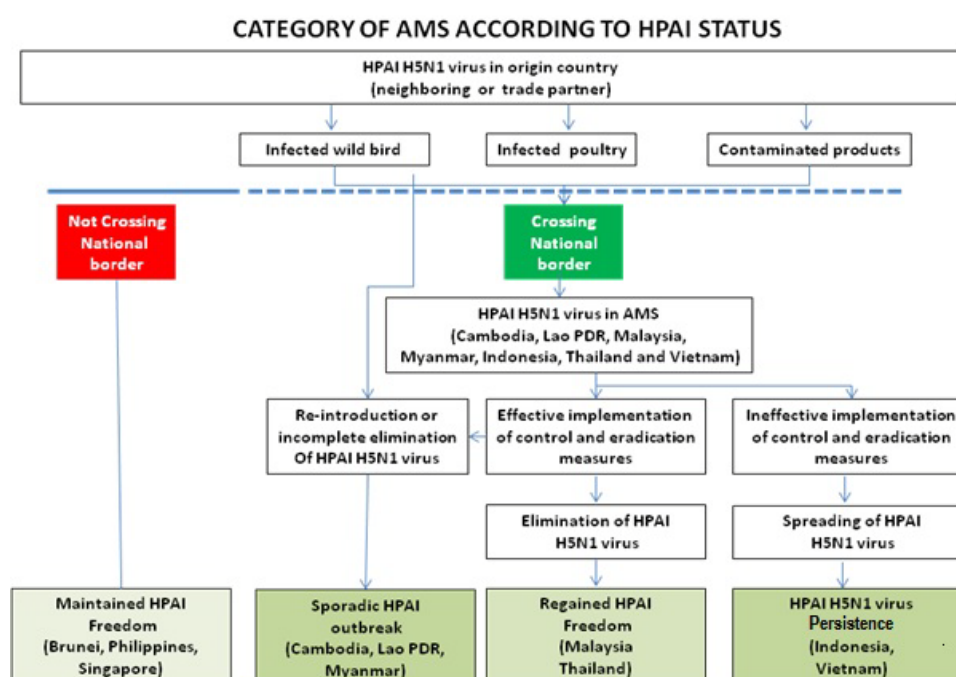 CATEGORY OF AMS ACCORDING TO HPAI STATUS
HPAI H5N1 virus in origin country
(neighboring or trade partner)
Infected wild bird
Infected poultry
Contaminated products
Not Crossing
National
border
Crossing
National
border
HPAI H5N1 virus in AMS
(Cambodia, Lao PDR, Malaysia,
Myanmar, Indonesia, Thailand and Vietnam)
Re-introduction or
incomplete elimination
Of HPAI H5N1 virus
Effective implementation
of control and eradication
measures
Ineffective implementation
of control and eradication
measures
Elimination of HPAI
H5N1 virus
Spreading of HPAI
H5N1 virus
Maintained HPAI
Freedom
(Brunei, Philippines,
Singapore)
Sporadic HPAI
outbreak
(Cambodia, Lao PDR,
Myanmar)
Regained HPAI
Freedom
(Malaysia
Thailand)
HPAI H5N1 virus
Persistence
(Indonesia,
Vietnam)